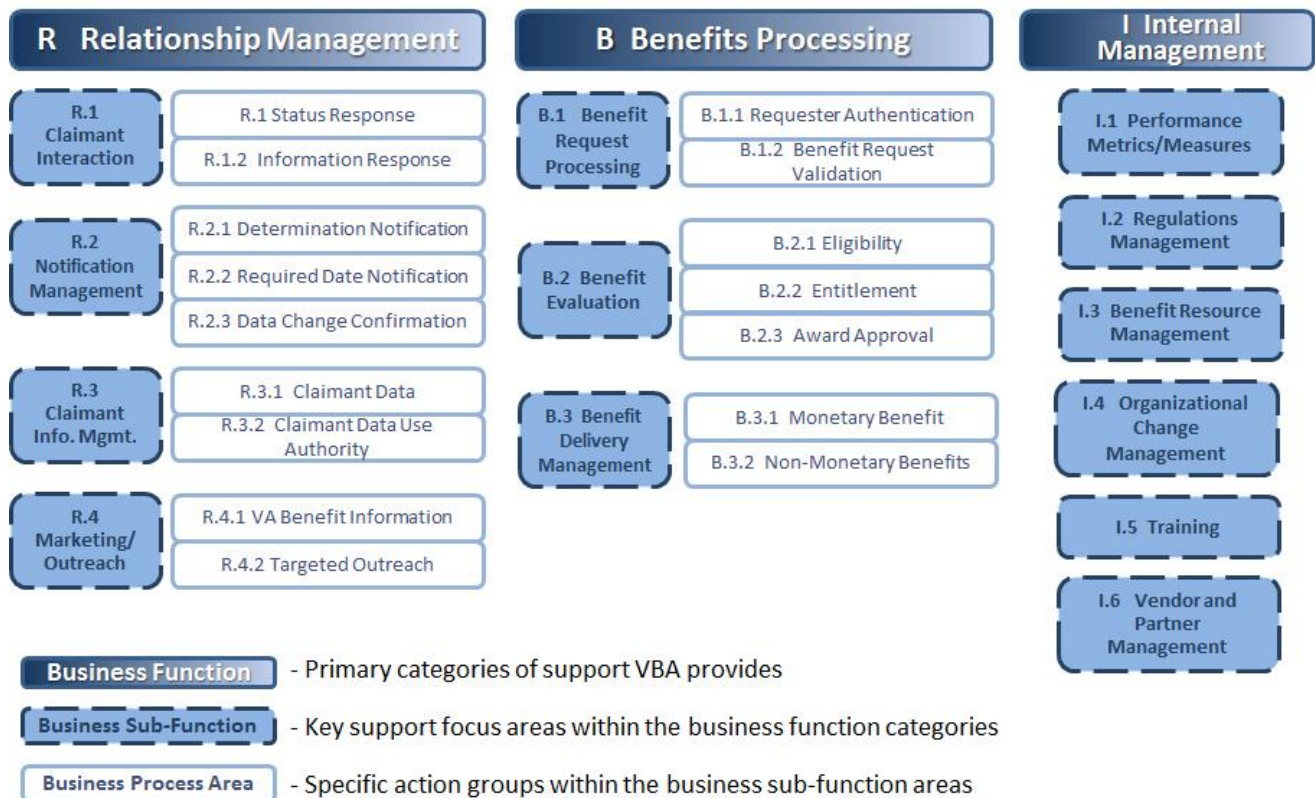 R Relationship Management
R.1
Claimant
Interaction
R.1 Status Response
R.1.2 Information Response
R.2
Notification
Management
R.2.1 Determination Notification
R.2.2 Required Date Notification
R.2.3 Data Change Confirmation
R.3
Claimant
Info. Mgmt.
R.3.1 Claimant Data
R.3.2 Claimant Data Use
Authority
R.4
Marketing/
Outreach
R.4.1 VA Benefit Information
R.4.2 Targeted Outreach
B Benefits Processing
B.1 Benefit
Request
Processing
B.1.1 Requester Authentication
B.1.2 Benefit Request
Validation
B.2 Benefit
Evaluation
B.2.1 Eligibility
B.2.2 Entitlement
B.2.3 Award Approval
B.3 Benefit
Delivery
Management
B.3.1 Monetary Benefit
B.3.2 Non-Monetary Benefits
I Internal
Management
I.1 Performance
Metrics/Measures
I.2 Regulations
Management
I.3 Benefit Resource
Management
I.4 Organizational
Change
Management
I.5 Training
I.6 Vendor and
Partner
Management
Business Function - Primary categories of support VBA provides
Business Sub-Function - Key support focus areas within the business function categories
Business Process Area - Specific action groups within the business sub-function areas